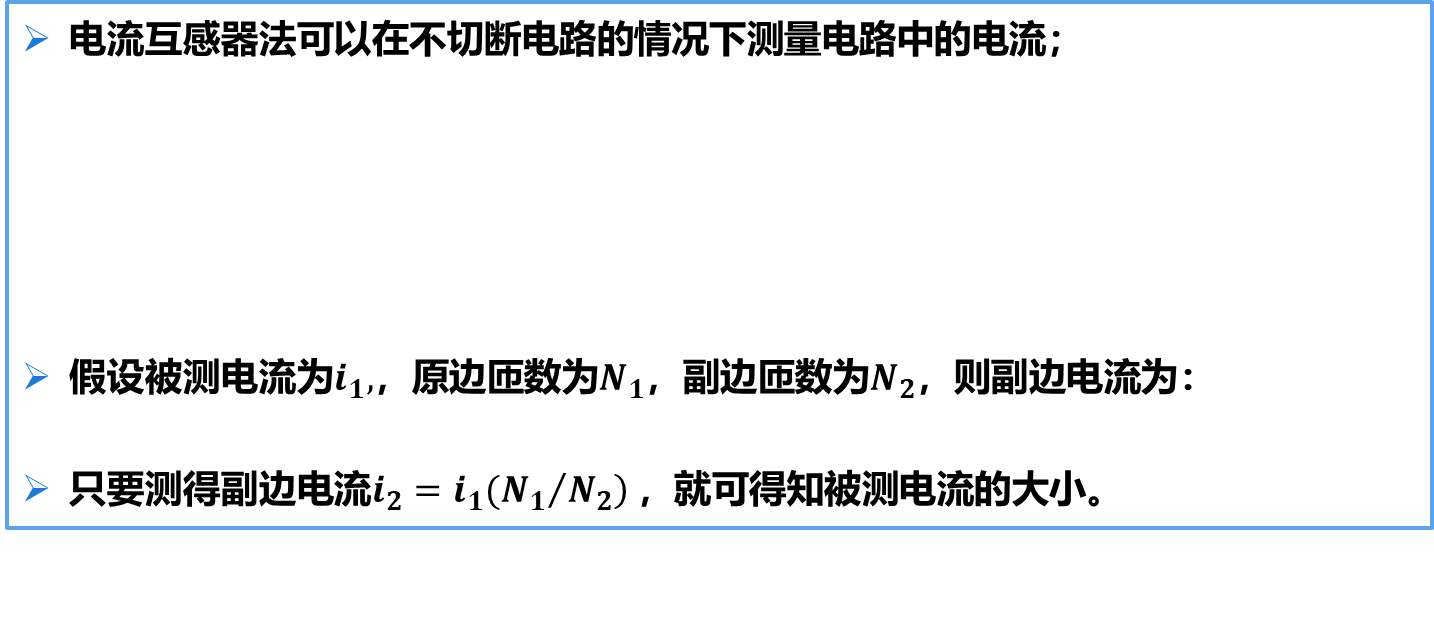 ➢ 电流互感器法可以在不切断电路的情况下测量电路中的电流；
➢ 假设被测电流为𝒊₁,，原边匝数为𝑵₁，副边匝数为𝑵₂，则副边电流为：
➢ 只要测得副边电流𝒊₂ = 𝒊₁(𝑵₁/𝑵₂) ，就可得知被测电流的大小。